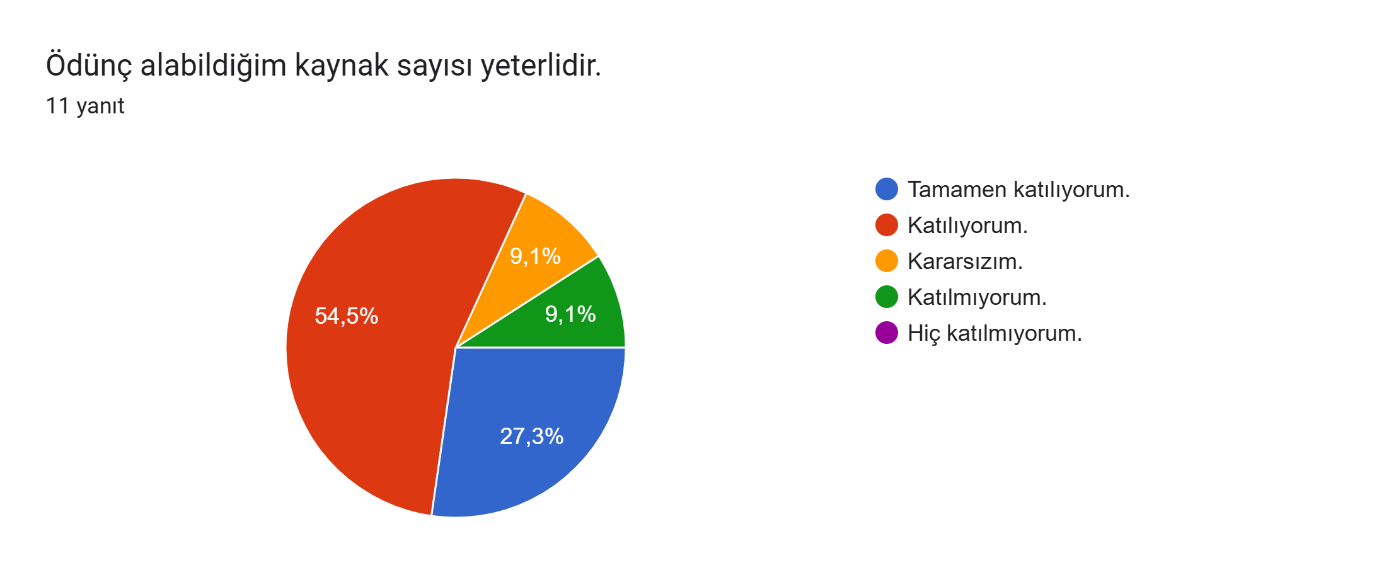 Ödünç alabildiğim kaynak sayısı yeterlidir.
11 yanıt
Tamamen katılıyorum.
Katılıyorum.
Kararsızım.
Katılmıyorum.
Hiç katılmıyorum.
9,1%
9,1%
54,5%
27,3%